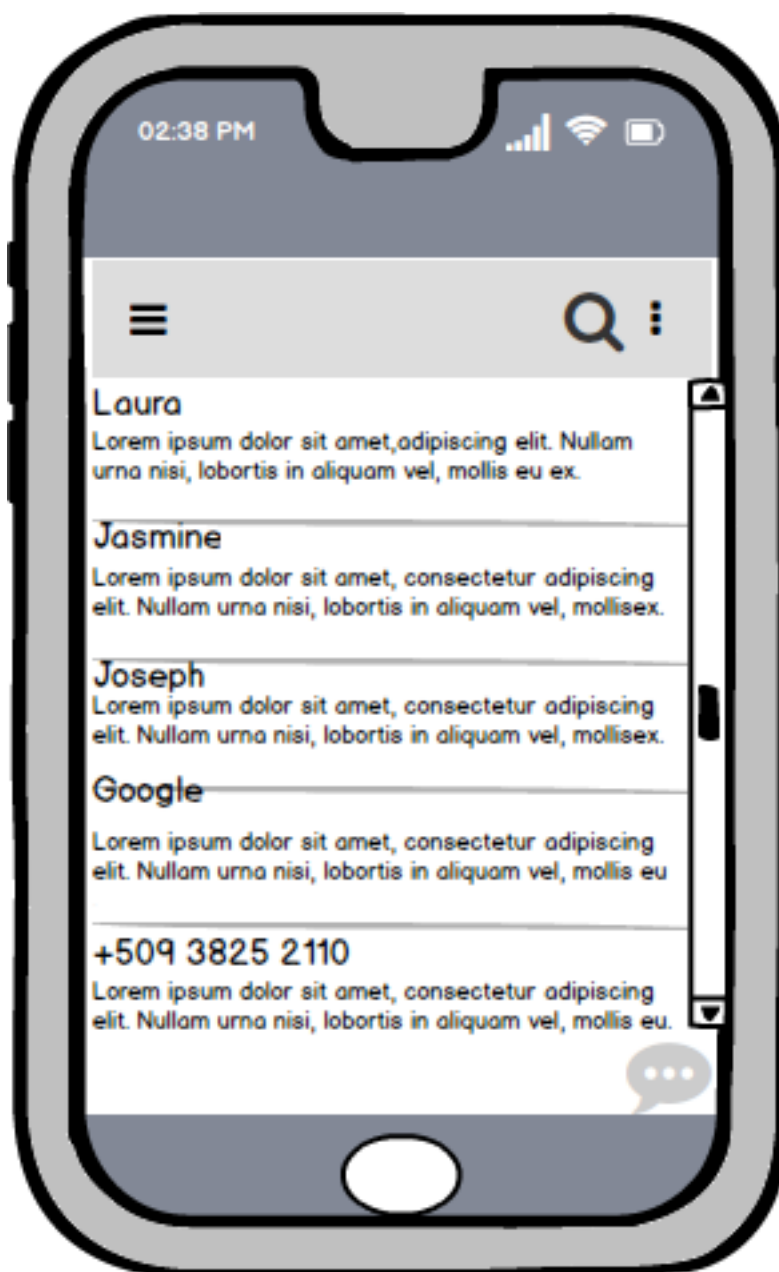 02:38 PM
Laura
Lorem ipsum dolor sit amet,adipiscing elit. Nullam
urna nisi, lobortis in aliquam vel, mollis eu ex.
Jasmine
Lorem ipsum dolor sit amet, consectetur adipiscing
elit. Nullam urna nisi, lobortis in aliquam vel, mollisex.
Joseph
Lorem ipsum dolor sit amet, consectetur adipiscing
elit. Nullam urna nisi, lobortis in aliquam vel, mollisex.
Google
Lorem ipsum dolor sit amet, consectetur adipiscing
elit. Nullam urna nisi, lobortis in aliquam vel, mollis eu
+509 3825 2110
Lorem ipsum dolor sit amet, consectetur adipiscing
elit. Nullam urna nisi, lobortis in aliquam vel, mollis eu.